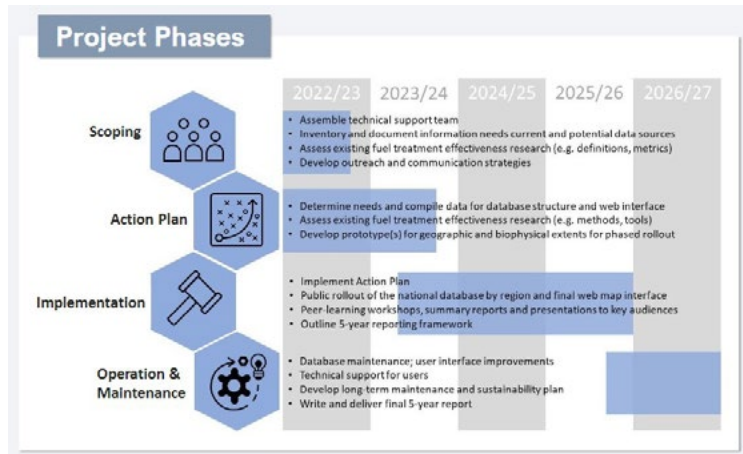 Project Phases
2022/23 2023/24 2024/25 2025/26 2026/27
Scoping
• Assemble technical support team
• Inventory and document information needs current and potential data sources
• Assess existing fuel treatment effectiveness research (e.g. definitions, metrics)
• Develop outreach and communication strategies
Action Plan
• Determine needs and compile data for database structure and web interface
• Assess existing fuel treatment effectiveness research (e.g. methods, tools)
• Develop prototype(s) for geographic and biophysical extents for phased rollout
Implementation
• Implement Action Plan
• Public rollout of the national database by region and final web map interface
• Peer-learning workshops, summary reports and presentations to key audiences
• Outline 5-year reporting framework
Operation &
Maintenance
• Database maintenance; user interface improvements
• Technical support for users
• Develop long-term maintenance and sustainability plan
• Write and deliver final 5-year report